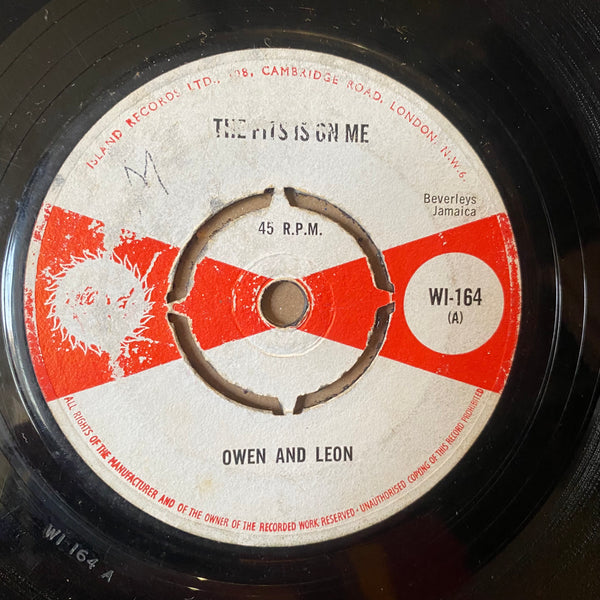 ISLAND RECORDS LTD., 108, CAMBRIDGE ROAD, LONDON, N.W.6.
THE FITS IS ON ME
M
Beverleys
Jamaica
45 R.P.M.
WI-164
(A)
OWEN AND LEON
ALL RIGHTS OF THE MANUFACTURER AND OF THE OWNER OF THE RECORDED WORK RESERVED - UNAUTHORISED COPYING OF THIS RECORD PROHIBITED
WI-164 A